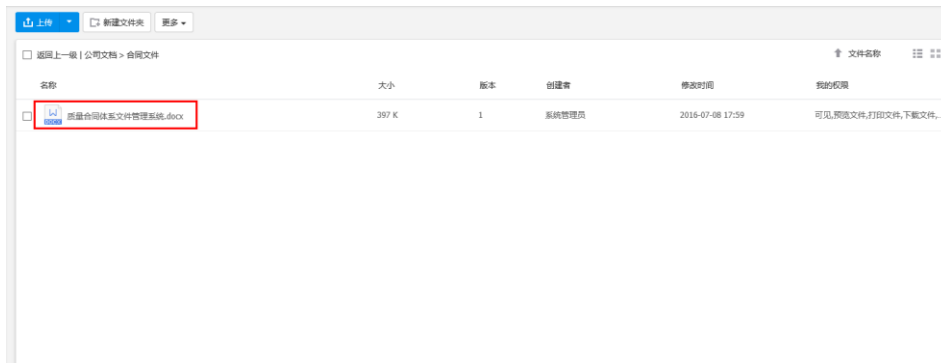 上传 新建文件夹 更多
返回上一级 | 公司文档 > 合同文件 文件名称
名称 大小 版本 创建者 修改时间 我的权限
质量合同体系文件管理系统.docx 397 K 1 系统管理员 2016-07-08 17:59 可见,预览文件,打印文件,下载文件,...
W
DOCX